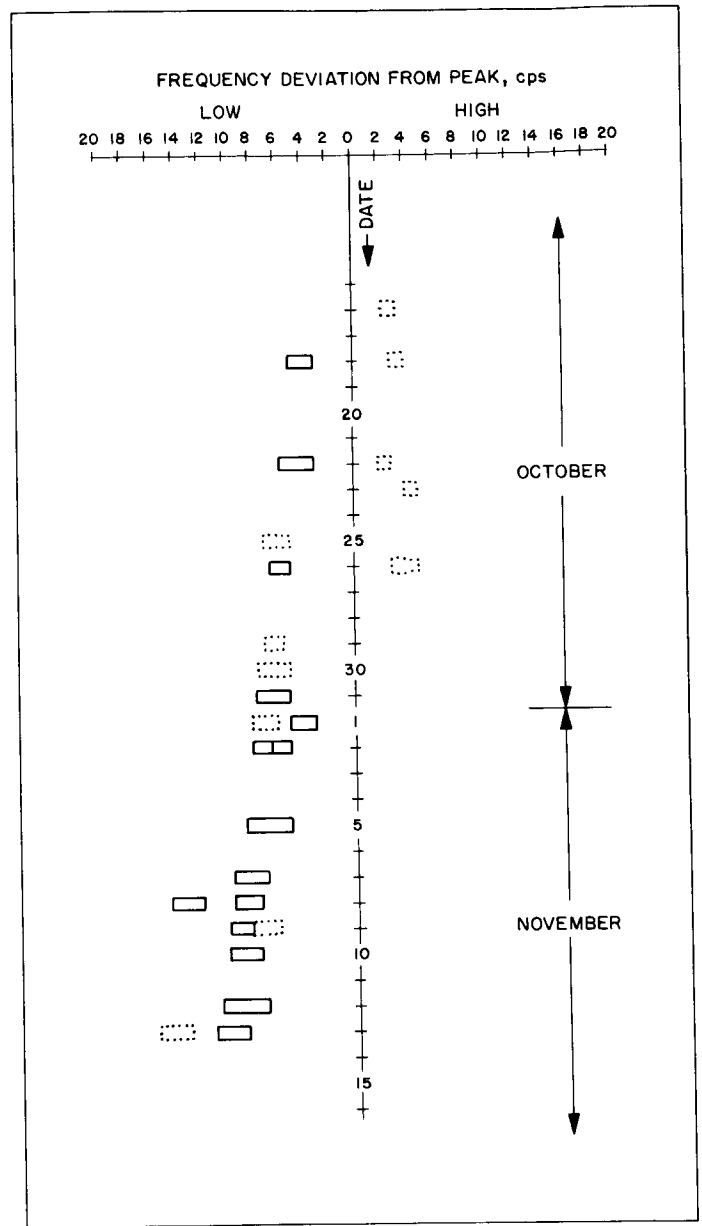 FREQUENCY DEVIATION FROM PEAK, cps
LOW HIGH
20 18 16 14 12 10 8 6 4 2 0 2 4 6 8 10 12 14 16 18 20
DATE
20
OCTOBER
25
30
1
5
NOVEMBER
10
15